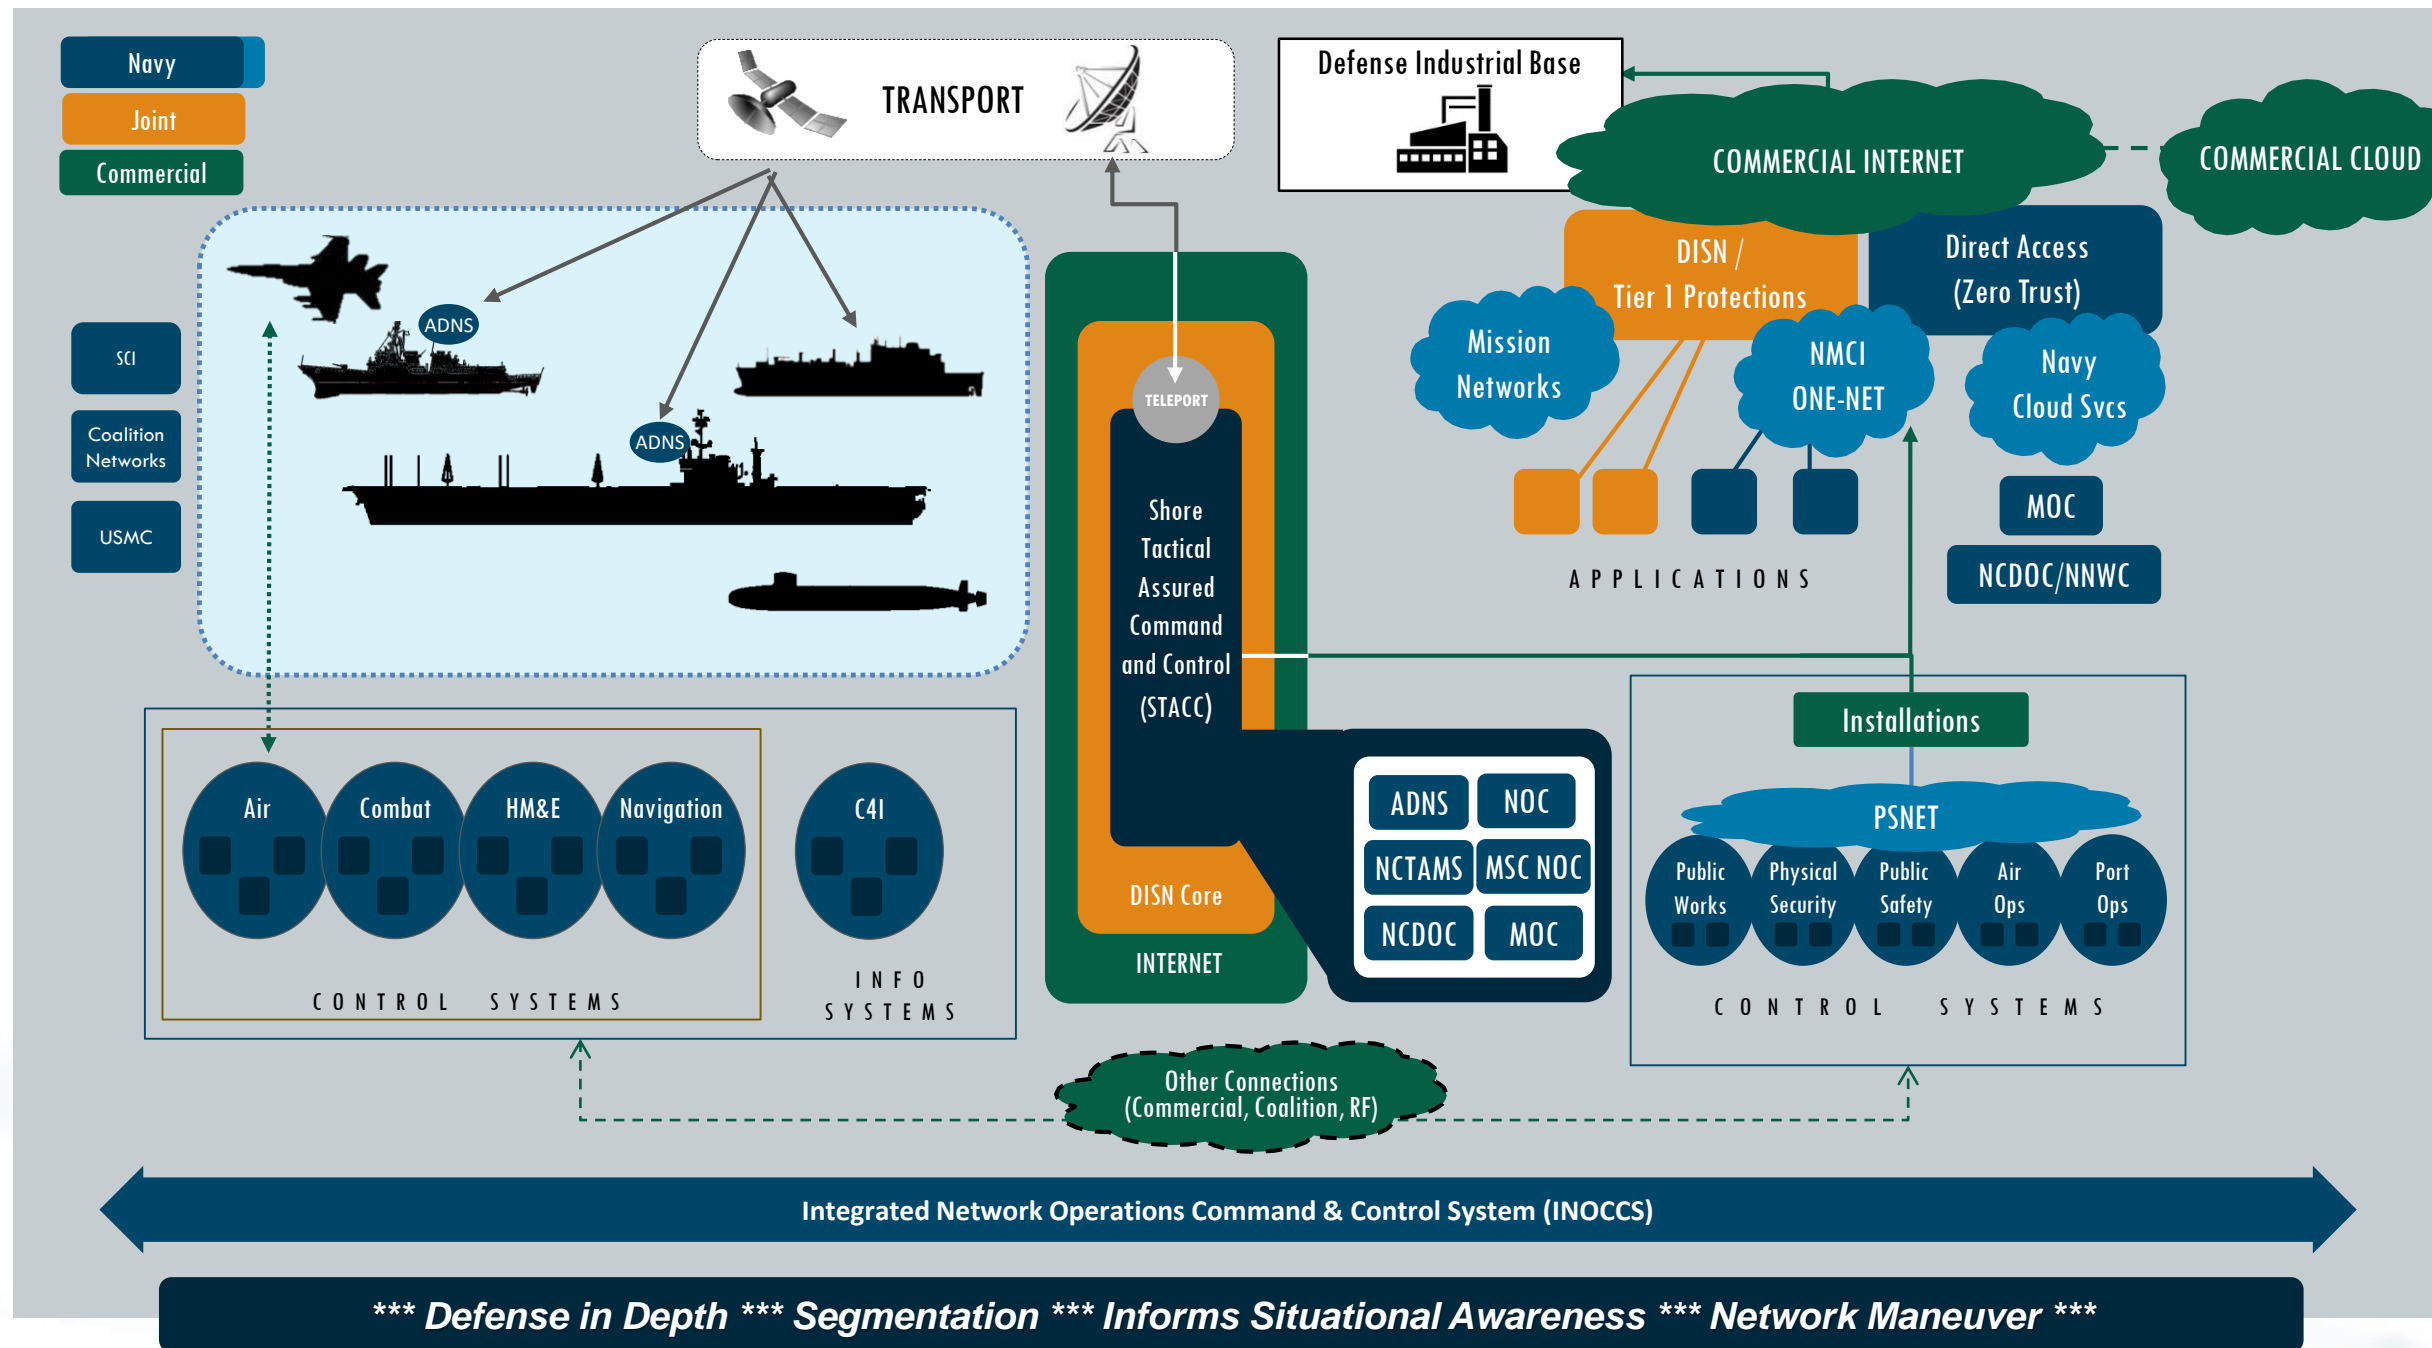 Navy
Joint
Commercial
TRANSPORT
Defense Industrial Base
COMMERCIAL INTERNET
COMMERCIAL CLOUD
DISN /
Tier 1 Protections
Direct Access
(Zero Trust)
Mission
Networks
NMCI
ONE-NET
Navy
Cloud Svcs
MOC
NCDOC/NNWC
APPLICATIONS
SCI
Coalition
Networks
USMC
ADNS
ADNS
TELEPORT
Shore
Tactical
Assured
Command
and Control
(STACC)
DISN Core
INTERNET
ADNS
NOC
NCTAMS
MSC NOC
NCDOC
MOC
Installations
PSNET
Public
Works
Physical
Security
Public
Safety
Air
Ops
Port
Ops
CONTROL SYSTEMS
Air
Combat
HM&E
Navigation
C4I
CONTROL SYSTEMS
INFO
SYSTEMS
Other Connections
(Commercial, Coalition, RF)
Integrated Network Operations Command & Control System (INOCCS)
*** Defense in Depth *** Segmentation *** Informs Situational Awareness *** Network Maneuver ***